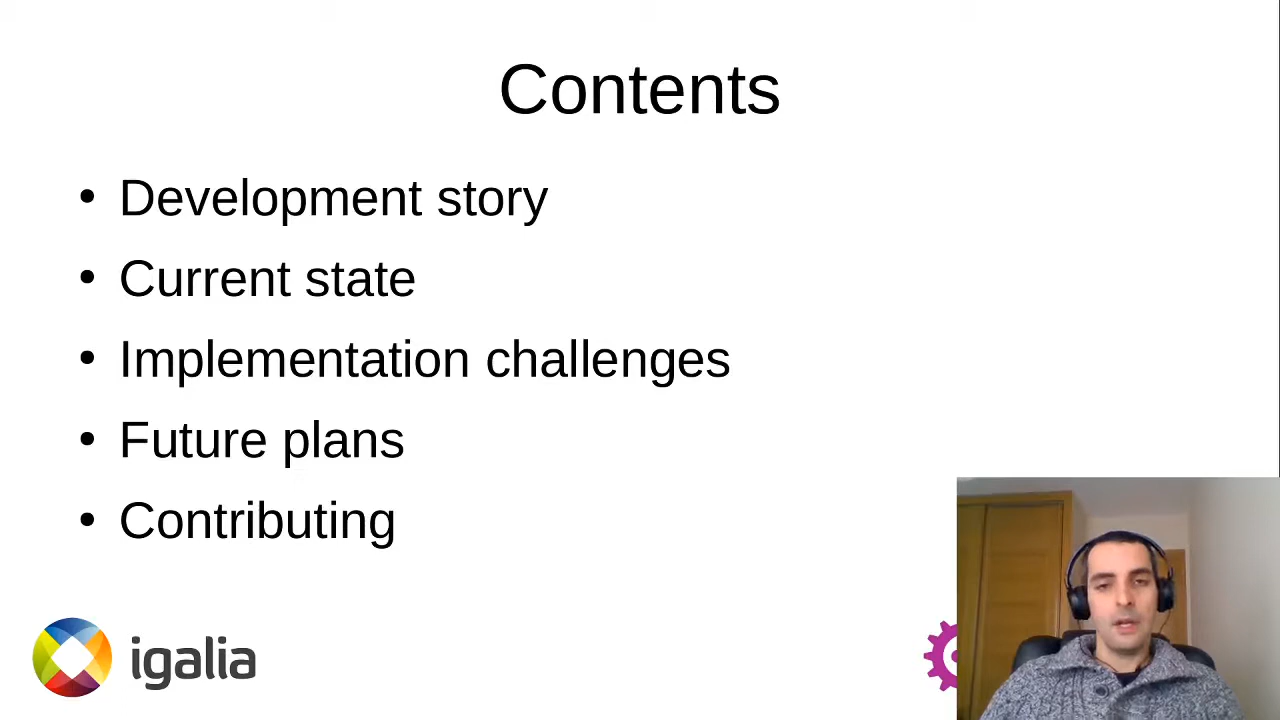 Contents
• Development story
• Current state
• Implementation challenges
• Future plans
• Contributing
igalia